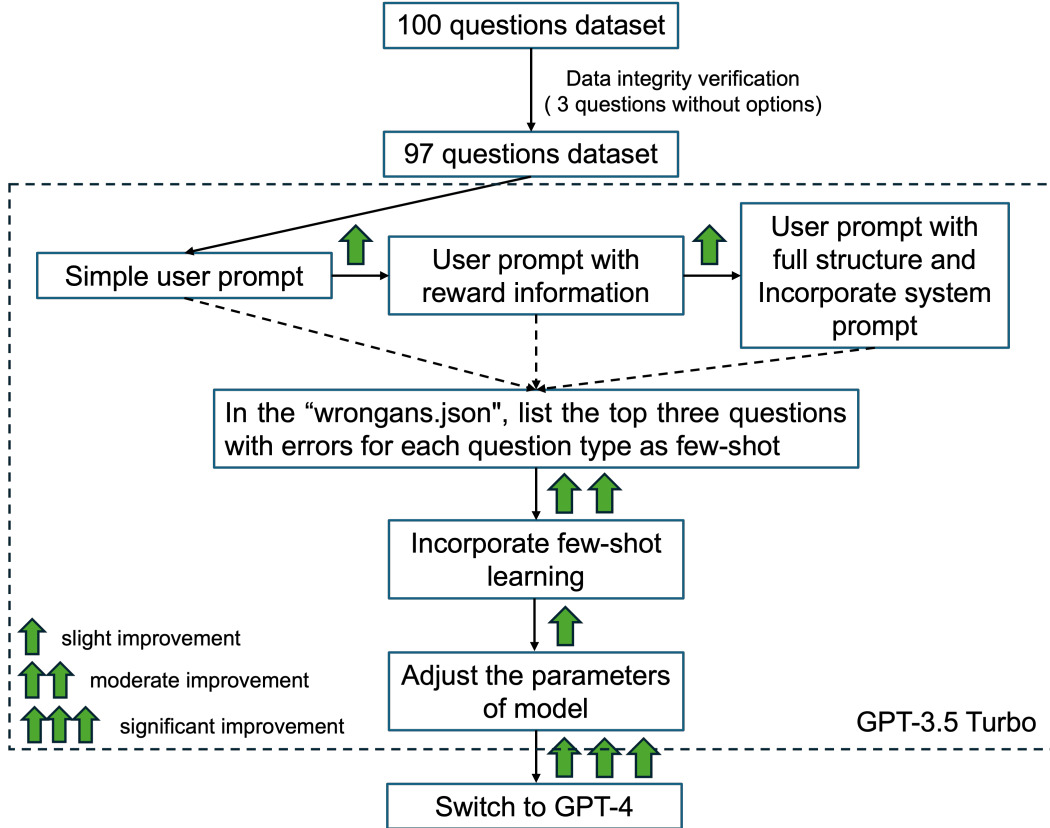 100 questions dataset
Data integrity verification
( 3 questions without options)
97 questions dataset
Simple user prompt
User prompt with
reward information
User prompt with
full structure and
Incorporate system
prompt
In the “wrongans.json", list the top three questions
with errors for each question type as few-shot
Incorporate few-shot
learning
slight improvement
moderate improvement
significant improvement
Adjust the parameters
of model
GPT-3.5 Turbo
Switch to GPT-4